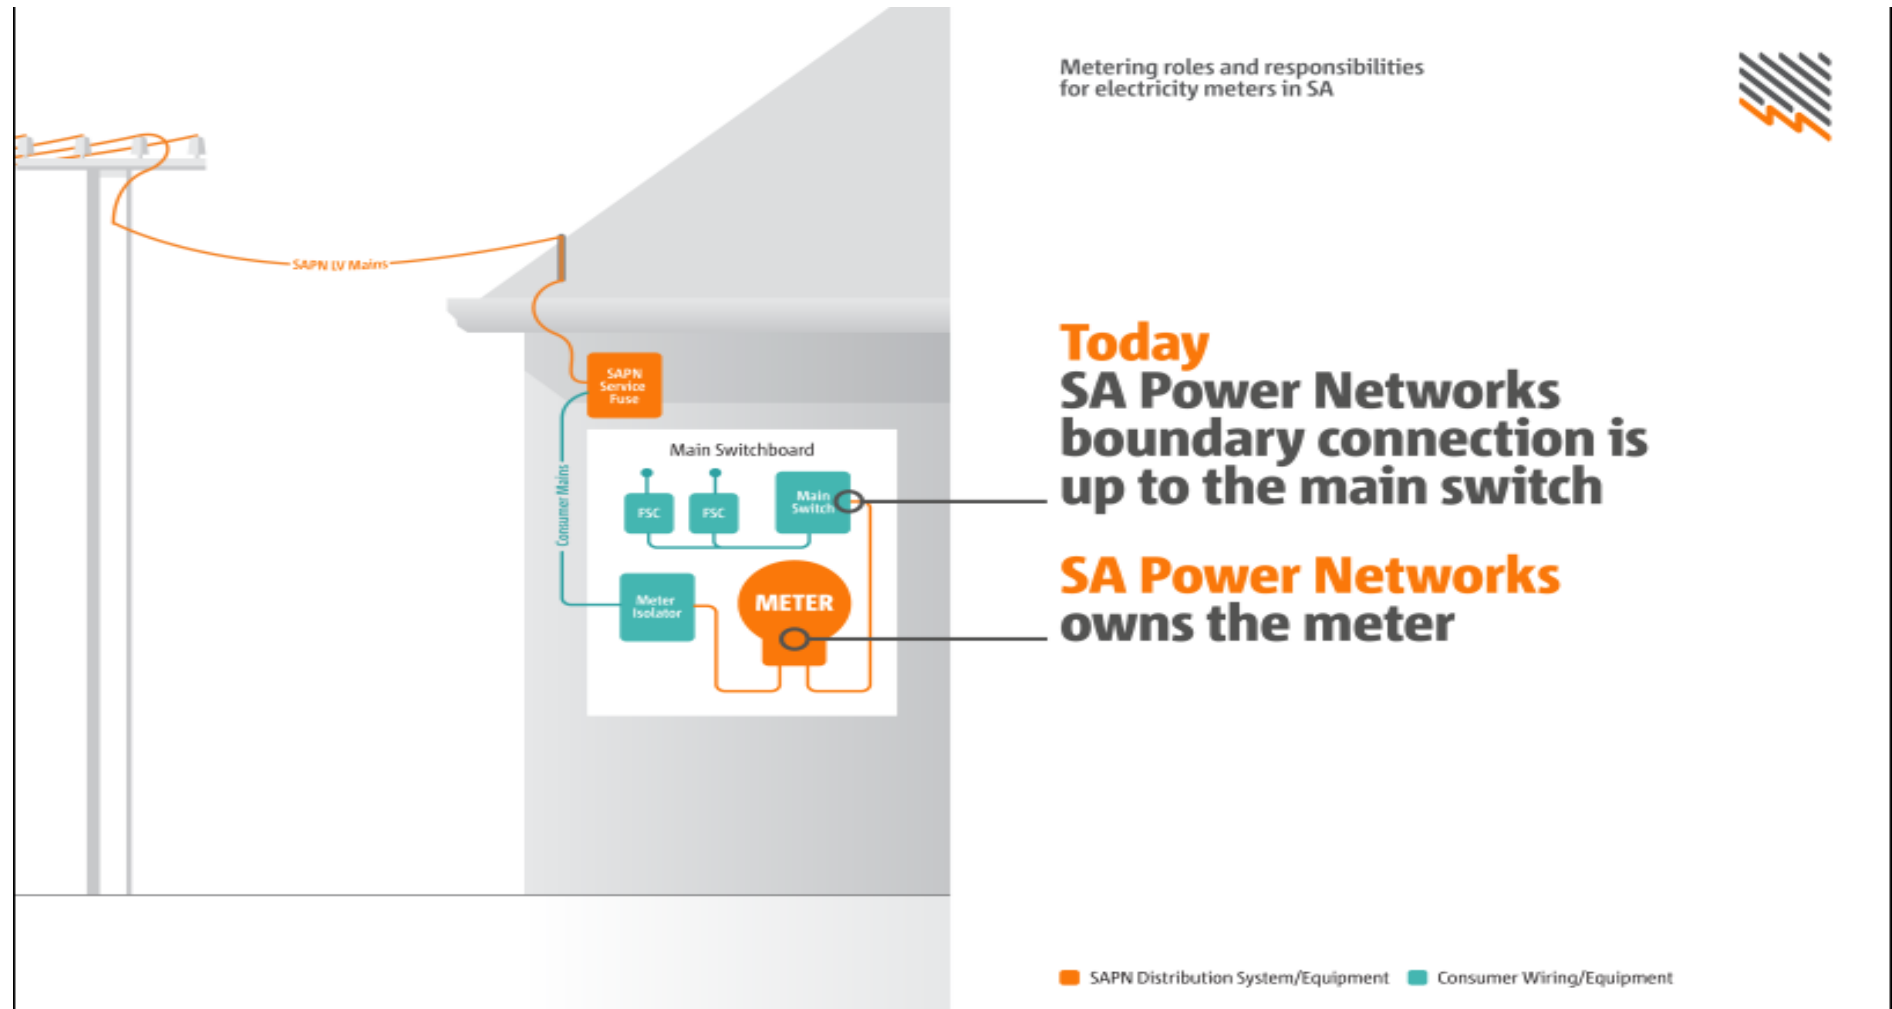 Metering roles and responsibilities
for electricity meters in SA
SAPN LV Mains
SAPN
Service
Fuse
Main Switchboard
Consumer Mains
FSC
FSC
Main
Switch
Meter
Isolator
METER
Today
SA Power Networks
boundary connection is
up to the main switch
SA Power Networks
owns the meter
SAPN Distribution System/Equipment
Consumer Wiring/Equipment